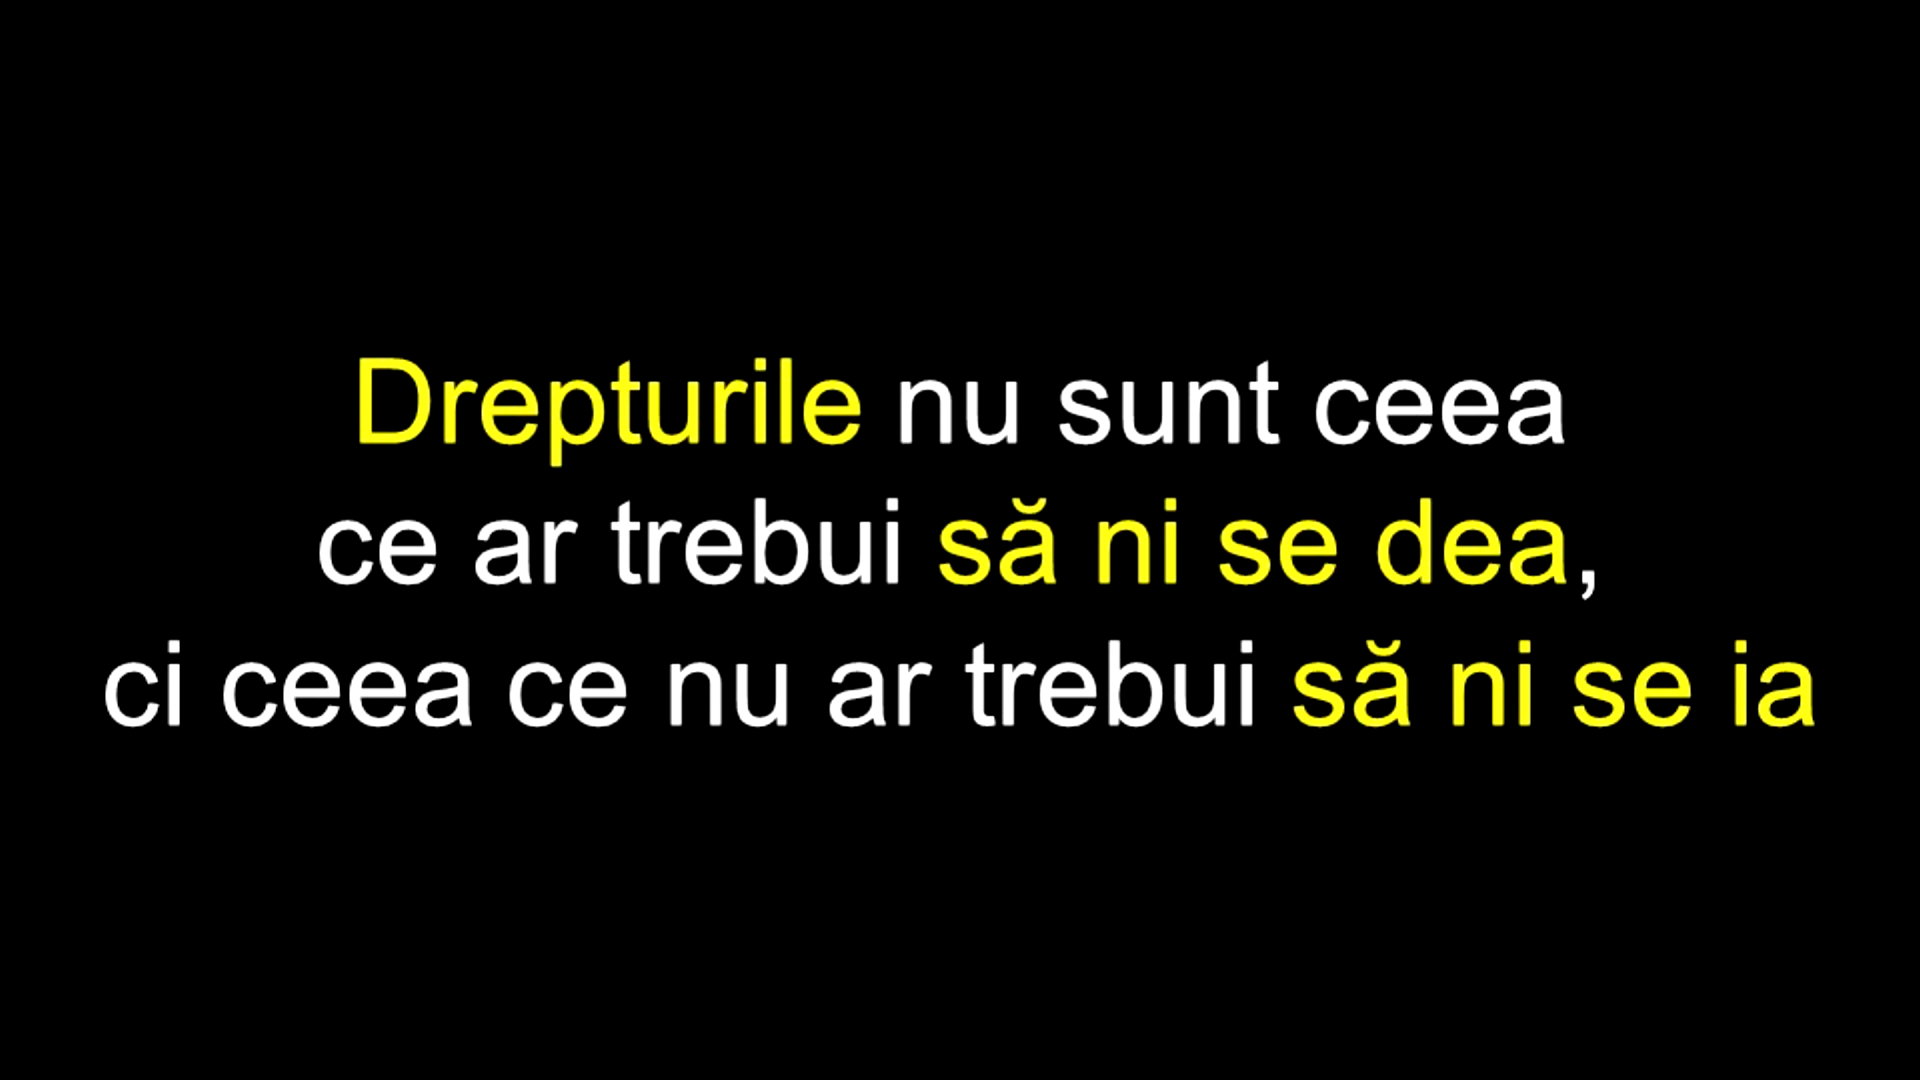 Drepturile nu sunt ceea
ce ar trebui să ni se dea,
ci ceea ce nu ar trebui să ni se ia